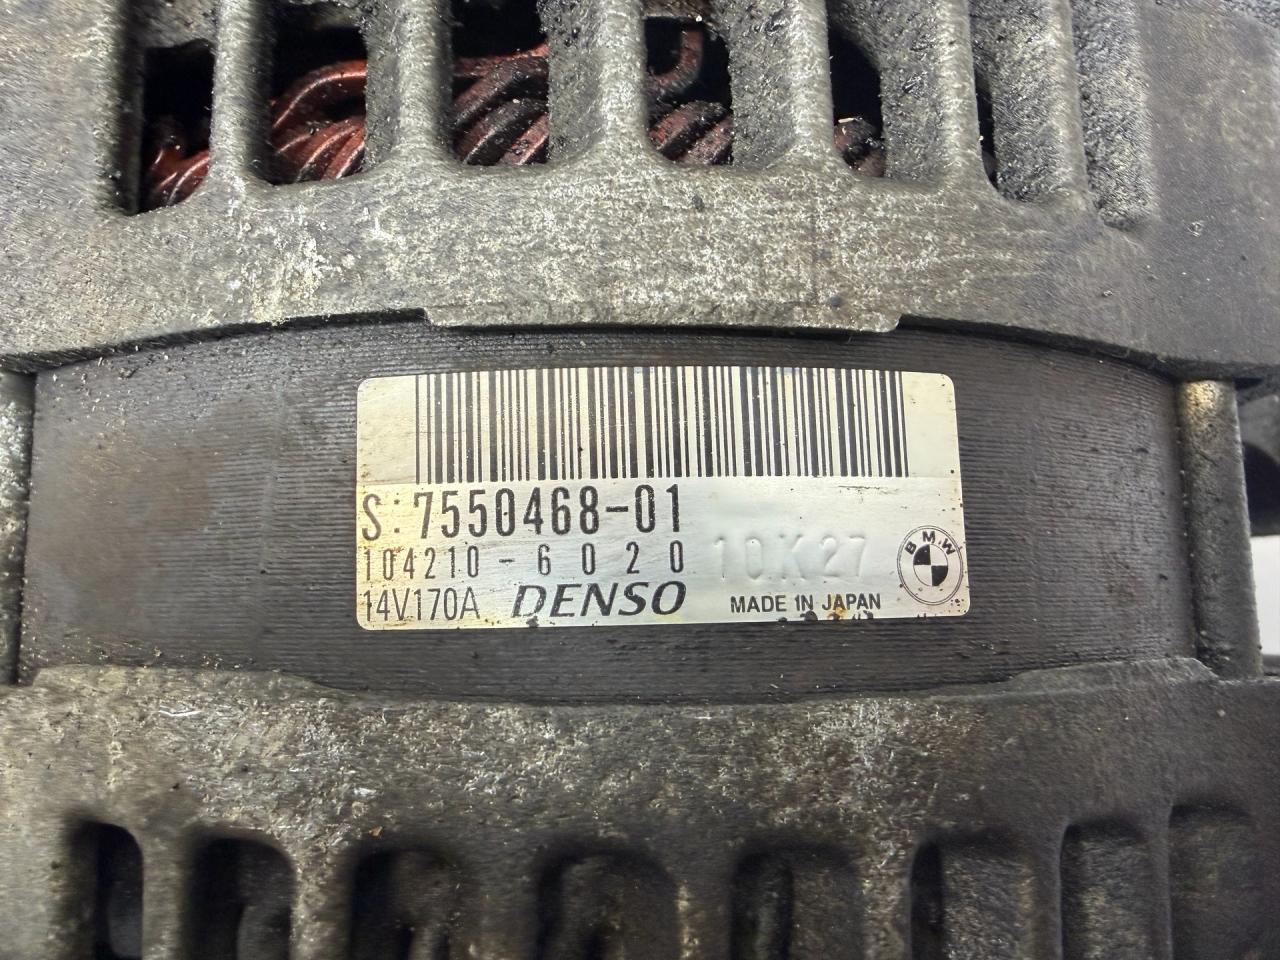 S: 7550468-01
104210-6020 10K27
14V170A DENSO MADE IN JAPAN
BMW